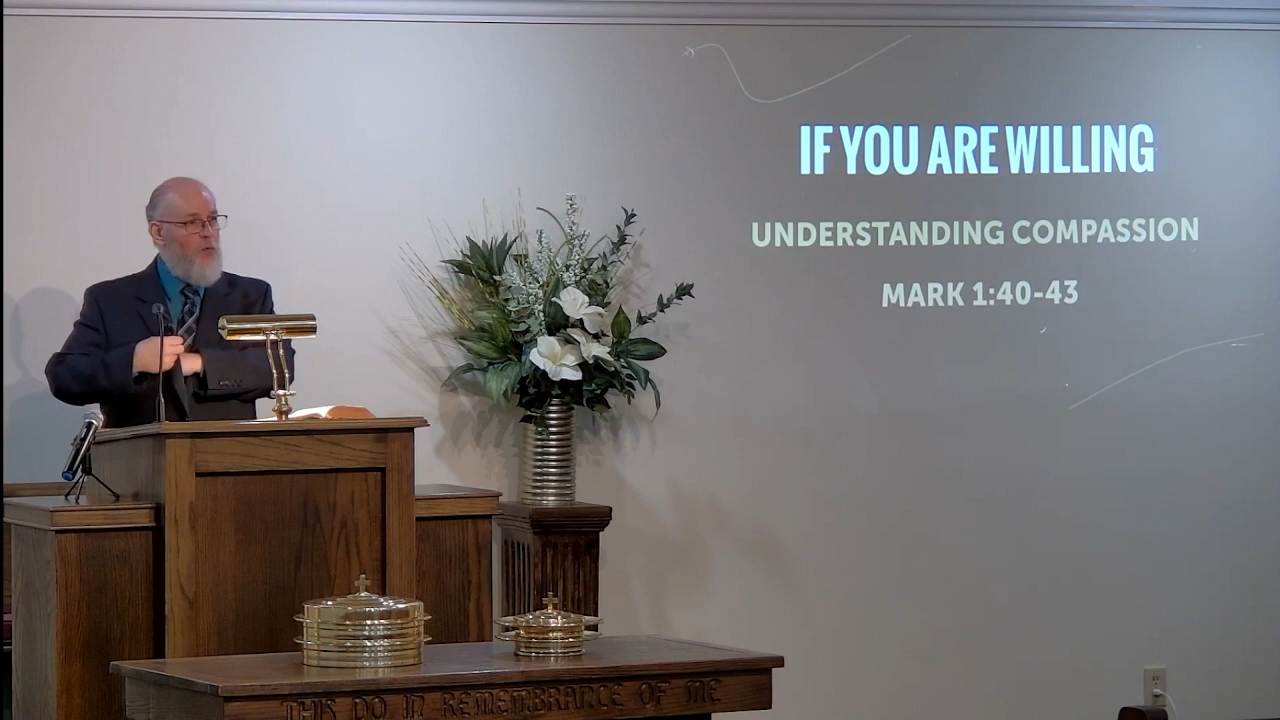 IF YOU ARE WILLING
UNDERSTANDING COMPASSION
MARK 1:40-43
THIS DO IN REMEMBRANCE OF ME